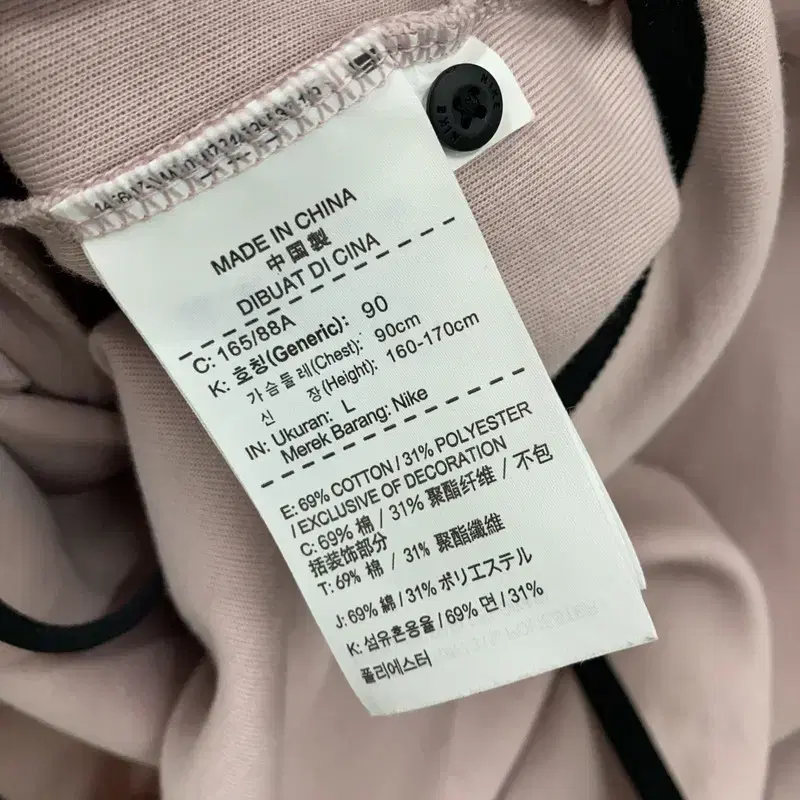 NIKE
MADE IN CHINA
中国製
DIBUAT DI CINA
C: 165/88A
K: 호칭(Generic): 90
가슴둘레(Chest): 90cm
신 장(Height): 160-170cm
IN: Ukuran: L
Merek Barang: Nike
E: 69% COTTON / 31% POLYESTER
/ EXCLUSIVE OF DECORATION
C: 69% 棉 / 31% 聚酯纤维 / 不包
括装饰部分
T: 69% 棉 / 31% 聚酯纖維
J: 69% 綿 / 31% ポリエステル
K: 섬유혼용율 / 69% 면 / 31%
폴리에스터